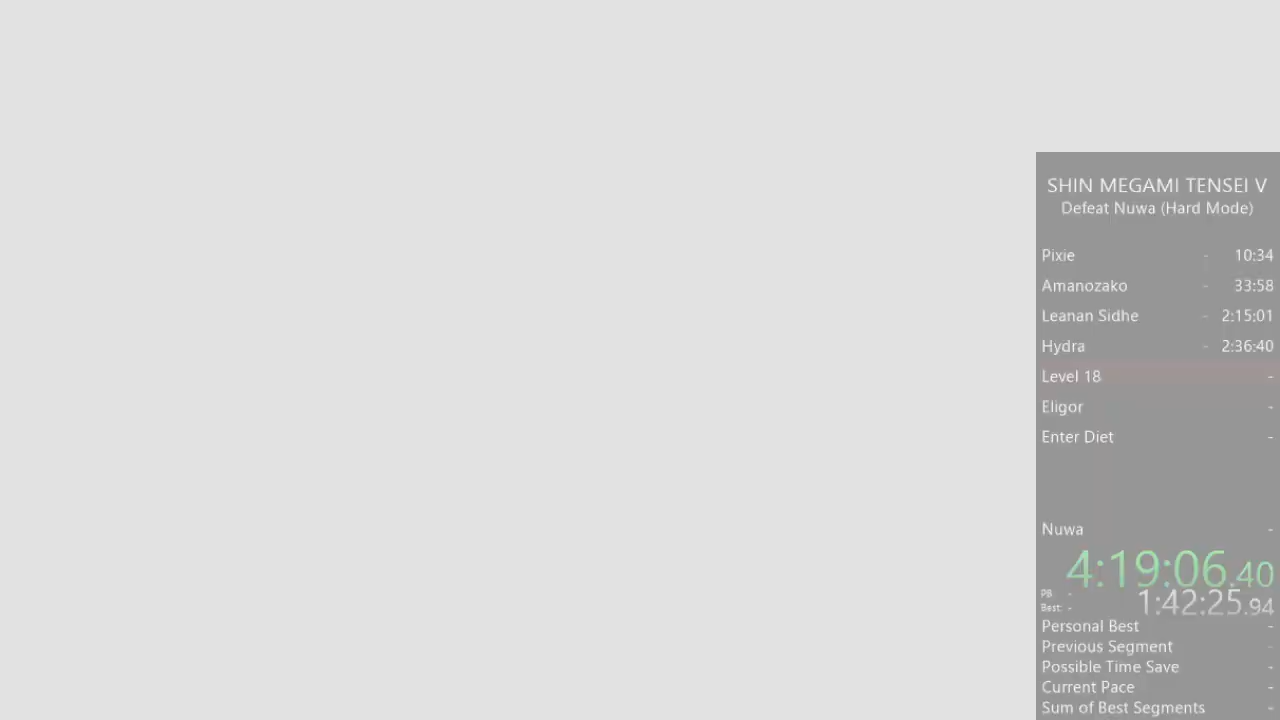 SHIN MEGAMI TENSEI V
Defeat Nuwa (Hard Mode)
Pixie - 10:34
Amanozako - 33:58
Leanan Sidhe - 2:15:01
Hydra - 2:36:40
Level 18 -
Eligor -
Enter Diet -
Nuwa -
4:19:06.40
PB: -
Best: -
1:42:25.94
Personal Best -
Previous Segment -
Possible Time Save -
Current Pace -
Sum of Best Segments -